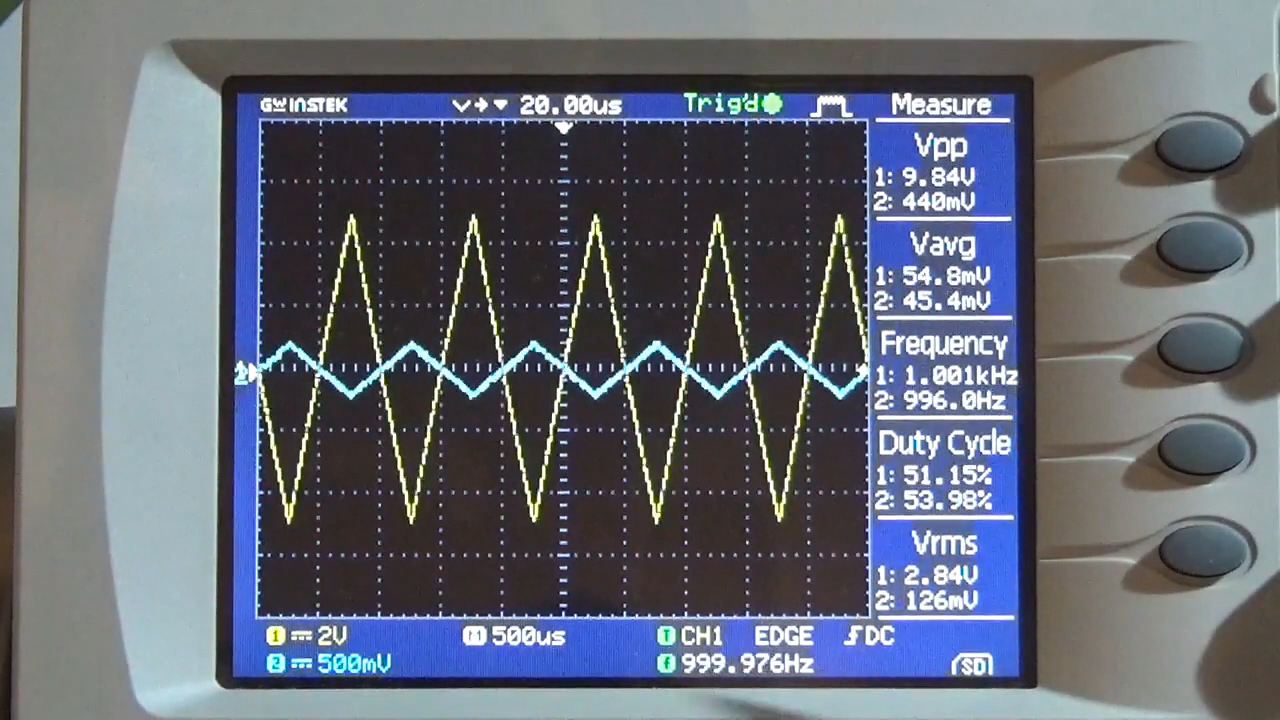 GWINSTEK 20.00us Trig'd Measure
Vpp
1: 9.84V
2: 440mV
Vavg
1: 54.8mV
2: 45.4mV
Frequency
1: 1.001kHz
2: 996.0Hz
Duty Cycle
1: 51.15%
2: 53.98%
Vrms
1: 2.84V
2: 126mV
2
1 2V M 500us T CH1 EDGE DC
2 500mV f 999.976Hz SD